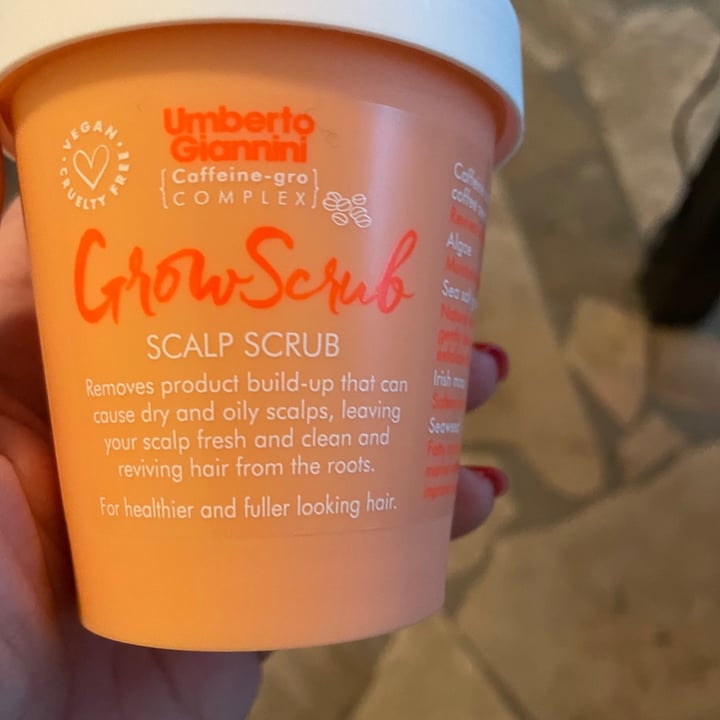 VEGAN
CRUELTY FREE
Umberto
Giannini
{Caffeine-gro}
{COMPLEX}
GrowScrub
SCALP SCRUB
Removes product build-up that can
cause dry and oily scalps, leaving
your scalp fresh and clean and
reviving hair from the roots.
For healthier and fuller looking hair.
Caffeine
coffee
Algae
Sea salt
Irish
Seaweed